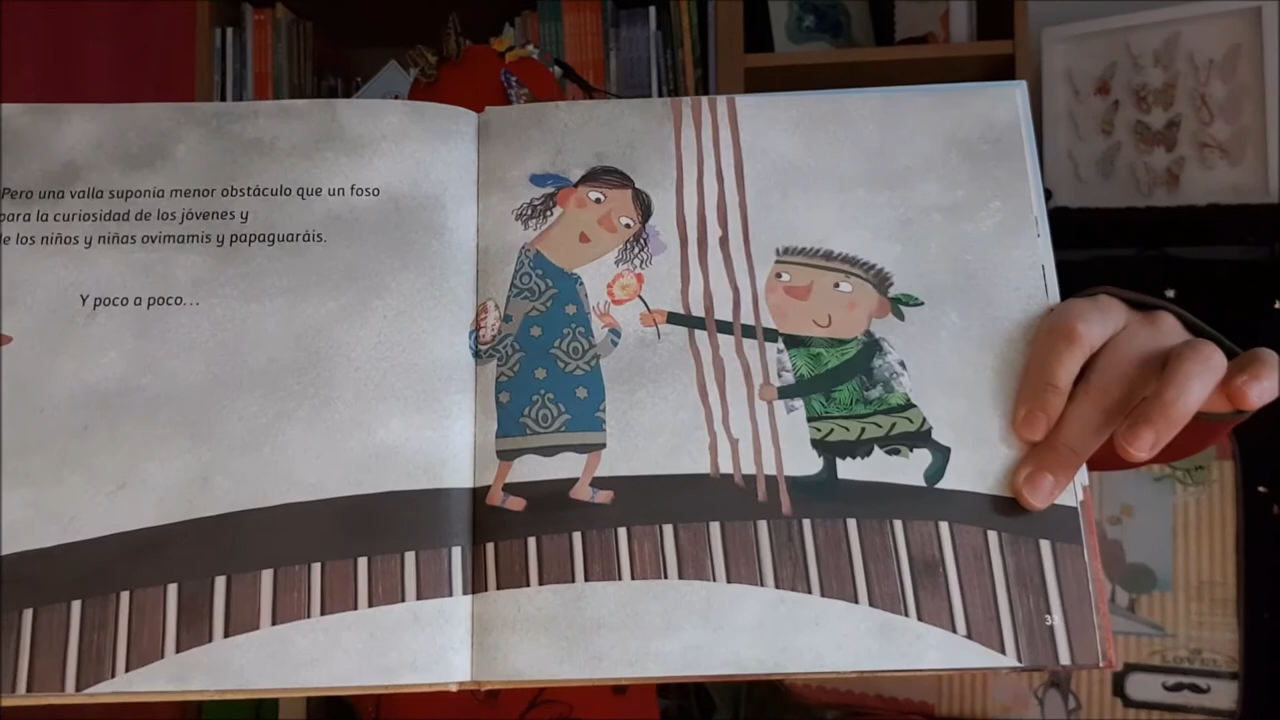 Pero una valla suponía menor obstáculo que un foso
para la curiosidad de los jóvenes y
de los niños y niñas ovimamis y papaguaráis.
Y poco a poco...
LOVELY